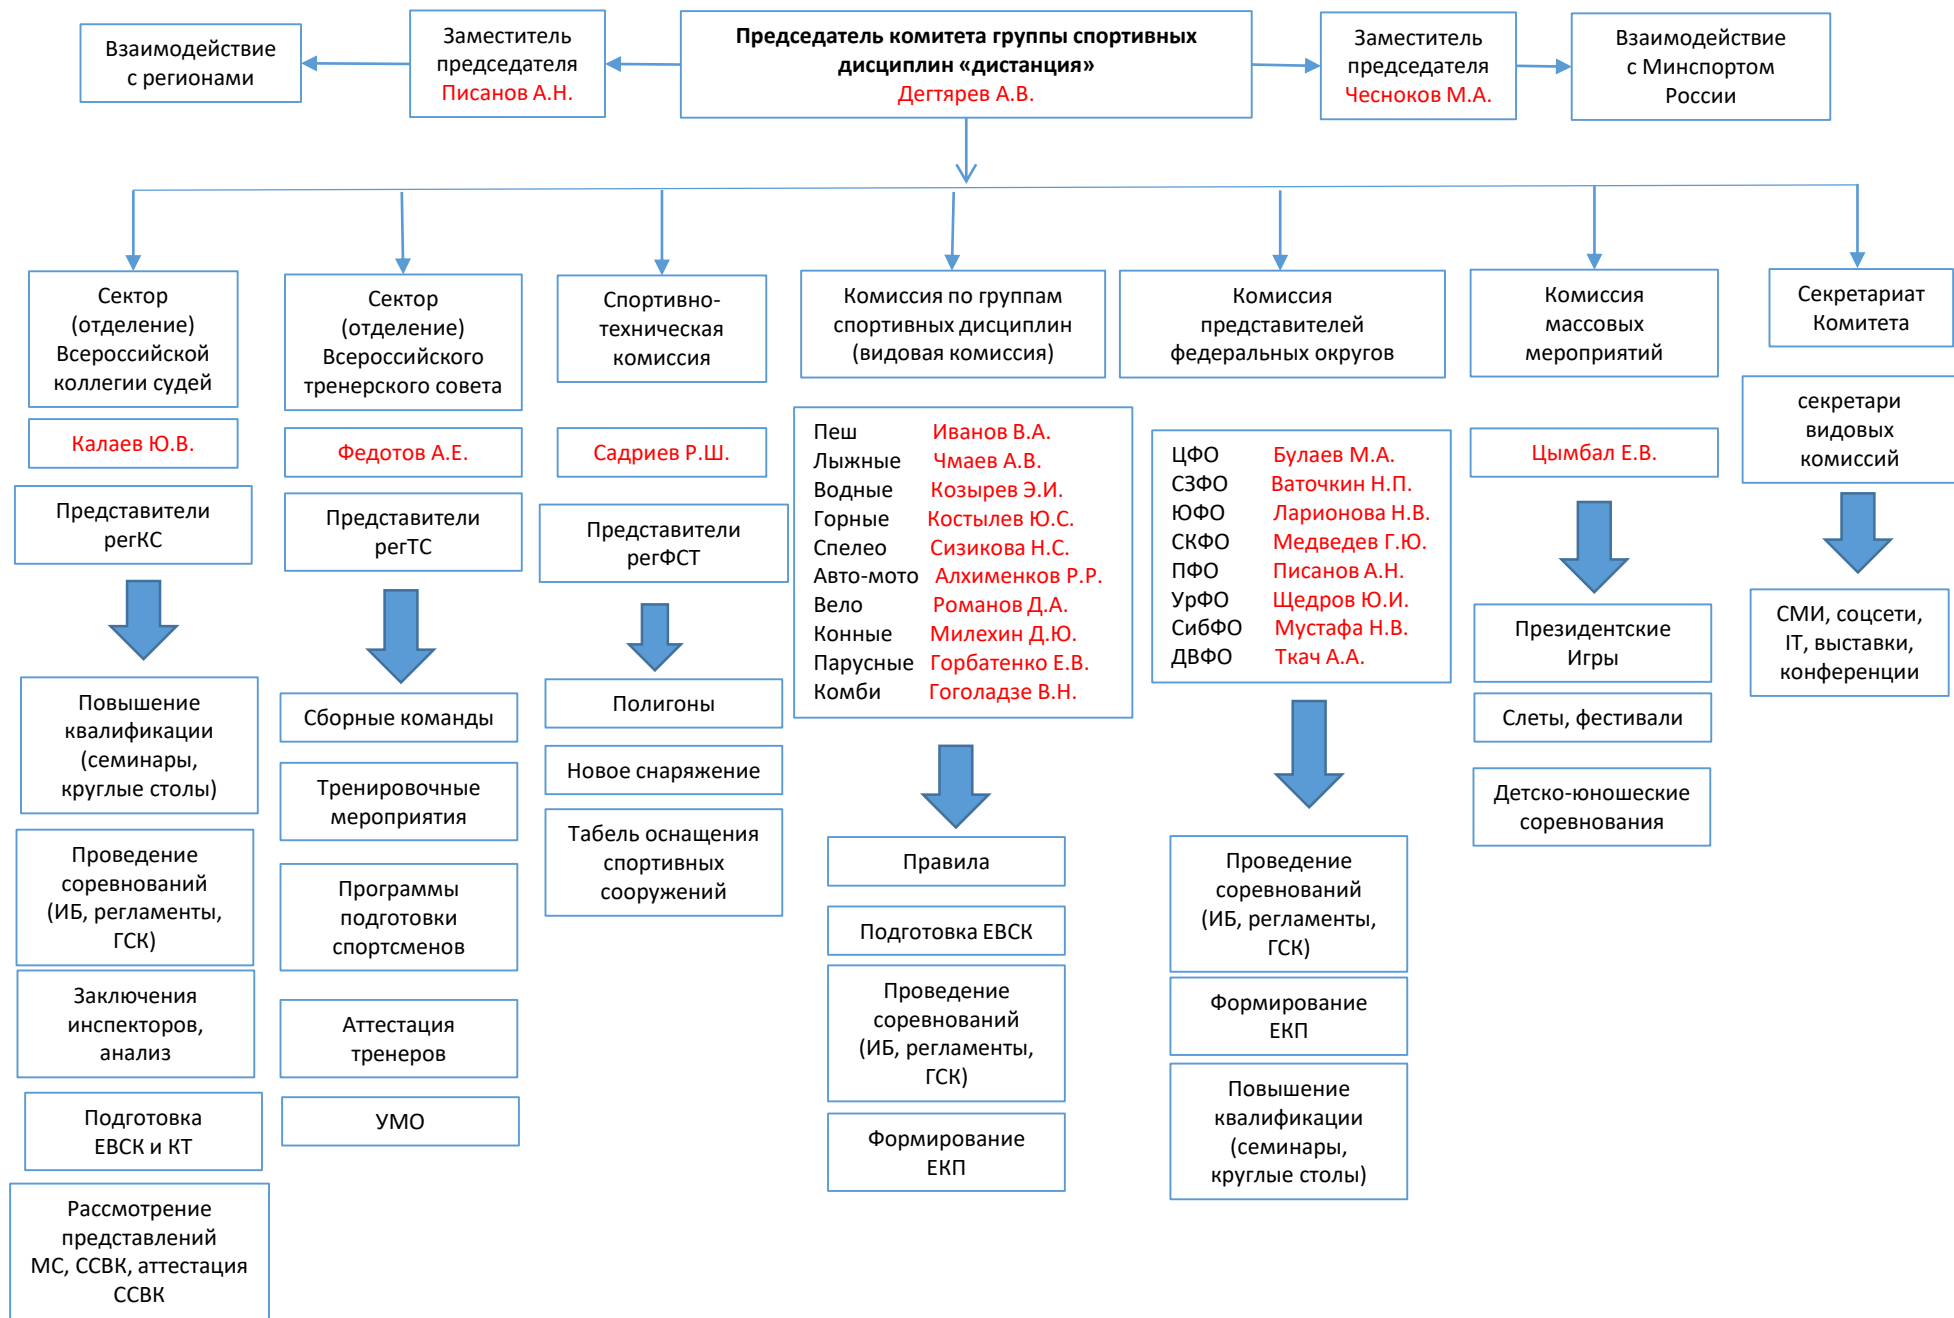 Взаимодействие
с регионами
Заместитель
председателя
Писанов А.Н.
Председатель комитета группы спортивных
дисциплин «дистанция»
Дегтярев А.В.
Заместитель
председателя
Чесноков М.А.
Взаимодействие
с Минспортом
России
Сектор
(отделение)
Всероссийской
коллегии судей
Калаев Ю.В.
Представители
регКС
Повышение
квалификации
(семинары,
круглые столы)
Проведение
соревнований
(ИБ, регламенты,
ГСК)
Заключения
инспекторов,
анализ
Подготовка
ЕВСК и КТ
Рассмотрение
представлений
МС, ССВК, аттестация
ССВК
Сектор
(отделение)
Всероссийского
тренерского совета
Федотов А.Е.
Представители
регТС
Сборные команды
Тренировочные
мероприятия
Программы
подготовки
спортсменов
Аттестация
тренеров
УМО
Спортивно-
техническая
комиссия
Садриев Р.Ш.
Представители
регФСТ
Полигоны
Новое снаряжение
Табель оснащения
спортивных
сооружений
Комиссия по группам
спортивных дисциплин
(видовая комиссия)
Пеш Иванов В.А.
Лыжные Чмаев А.В.
Водные Козырев Э.И.
Горные Костылев Ю.С.
Спелео Сизикова Н.С.
Авто-мото Алхименков Р.Р.
Вело Романов Д.А.
Конные Милехин Д.Ю.
Парусные Горбатенко Е.В.
Комби Гоголадзе В.Н.
Правила
Подготовка ЕВСК
Проведение
соревнований
(ИБ, регламенты,
ГСК)
Формирование
ЕКП
Комиссия
представителей
федеральных округов
ЦФО Булаев М.А.
СЗФО Ваточкин Н.П.
ЮФО Ларионова Н.В.
СКФО Медведев Г.Ю.
ПФО Писанов А.Н.
УрФО Щедров Ю.И.
СибФО Мустафа Н.В.
ДВФО Ткач А.А.
Проведение
соревнований
(ИБ, регламенты,
ГСК)
Формирование
ЕКП
Повышение
квалификации
(семинары,
круглые столы)
Комиссия
массовых
мероприятий
Цымбал Е.В.
Президентские
Игры
Слеты, фестивали
Детско-юношеские
соревнования
Секретариат
Комитета
секретари
видовых
комиссий
СМИ, соцсети,
IT, выставки,
конференции